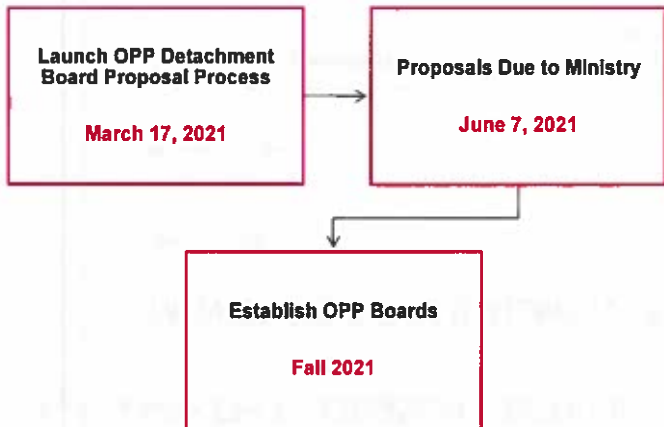 Launch OPP Detachment
Board Proposal Process
March 17, 2021
Proposals Due to Ministry
June 7, 2021
Establish OPP Boards
Fall 2021